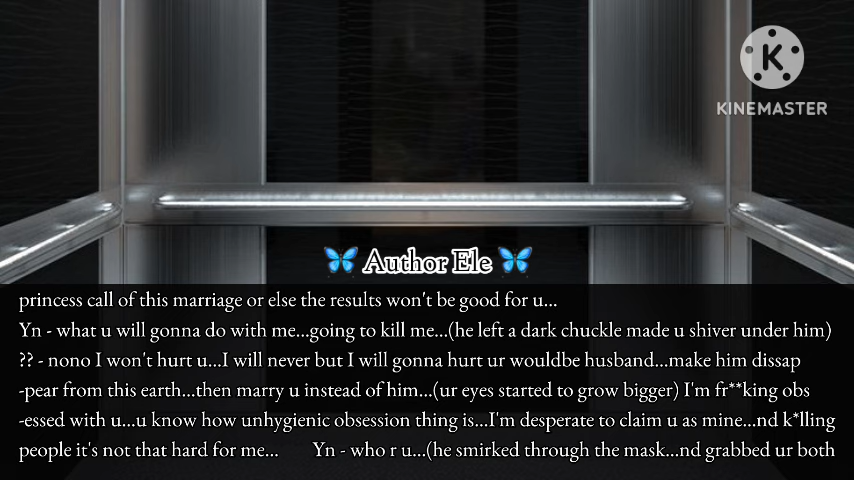 KINEMASTER
🦋 Author Ele 🦋
princess call of this marriage or else the results won't be good for u...
Yn - what u will gonna do with me...going to kill me...(he left a dark chuckle made u shiver under him)
?? - nono I won't hurt u...I will never but I will gonna hurt ur wouldbe husband...make him dissap
-pear from this earth...then marry u instead of him...(ur eyes started to grow bigger) I'm fr**king obs
-essed with u...u know how unhygienic obsession thing is...I'm desperate to claim u as mine...nd k*lling
people it's not that hard for me... Yn - who r u...(he smirked through the mask...nd grabbed ur both